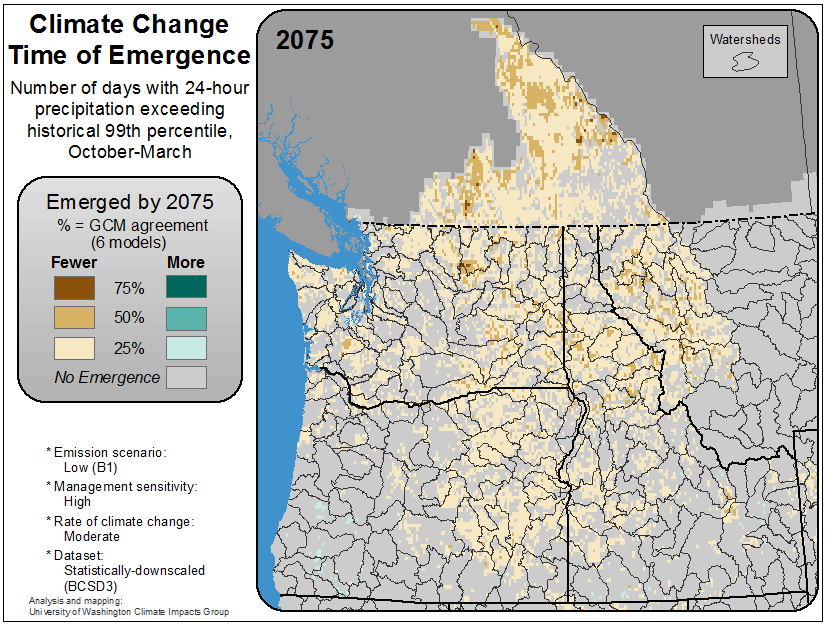 Climate Change
Time of Emergence
Number of days with 24-hour
precipitation exceeding
historical 99th percentile,
October-March
Emerged by 2075
% = GCM agreement
(6 models)
Fewer More
75%
50%
25%
No Emergence
* Emission scenario:
Low (B1)
* Management sensitivity:
High
* Rate of climate change:
Moderate
* Dataset:
Statistically-downscaled
(BCSD3)
Analysis and mapping:
University of Washington Climate Impacts Group
2075
Watersheds